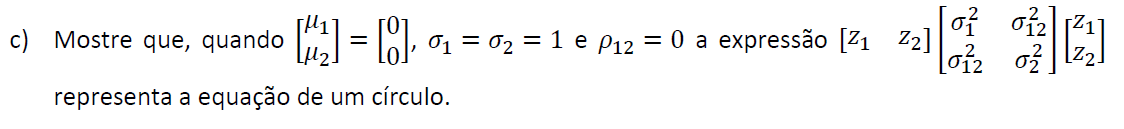 c) Mostre que, quando [μ₁ μ₂] = [0 0], σ₁ = σ₂ = 1 e ρ₁₂ = 0 a expressão [z₁ z₂] [σ₁² σ₁₂² σ₁₂² σ₂²] [z₁ z₂]
representa a equação de um círculo.